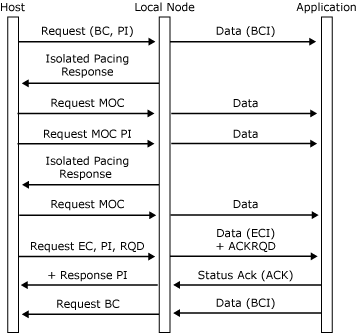 Host Local Node Application
Request (BC, PI) Data (BCI)
Isolated Pacing
Response
Request MOC Data
Request MOC PI Data
Isolated Pacing
Response
Request MOC Data
Data (ECI)
Request EC, PI, RQD + ACKRQD
+ Response PI Status Ack (ACK)
Request BC Data (BCI)